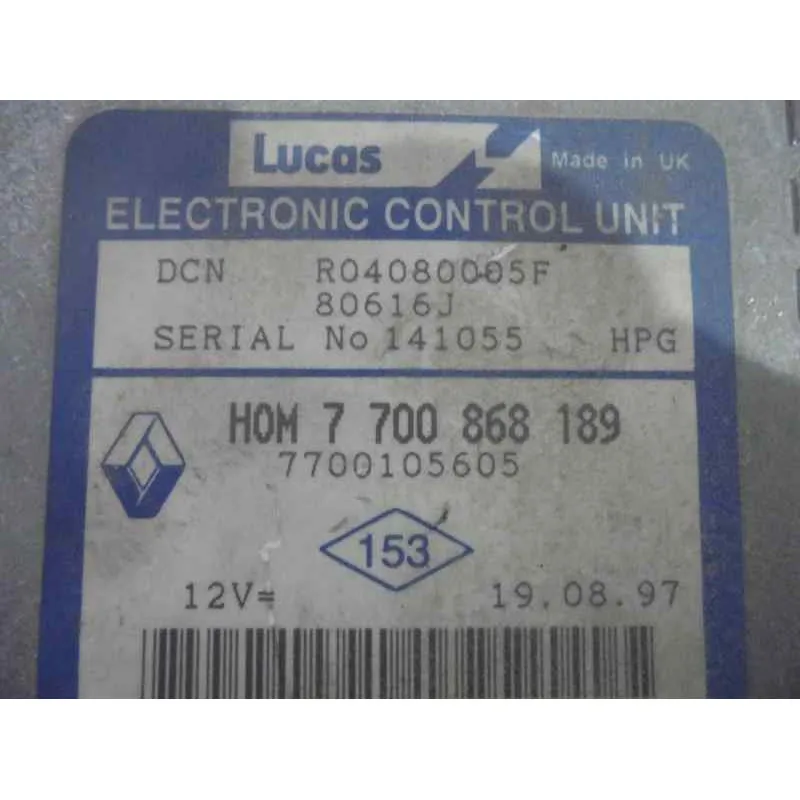 Lucas Made in UK
ELECTRONIC CONTROL UNIT
DCN R04080005F
80616J
SERIAL No 141055 HPG
HOM 7 700 868 189
7700105605
153
12V= 19.08.97